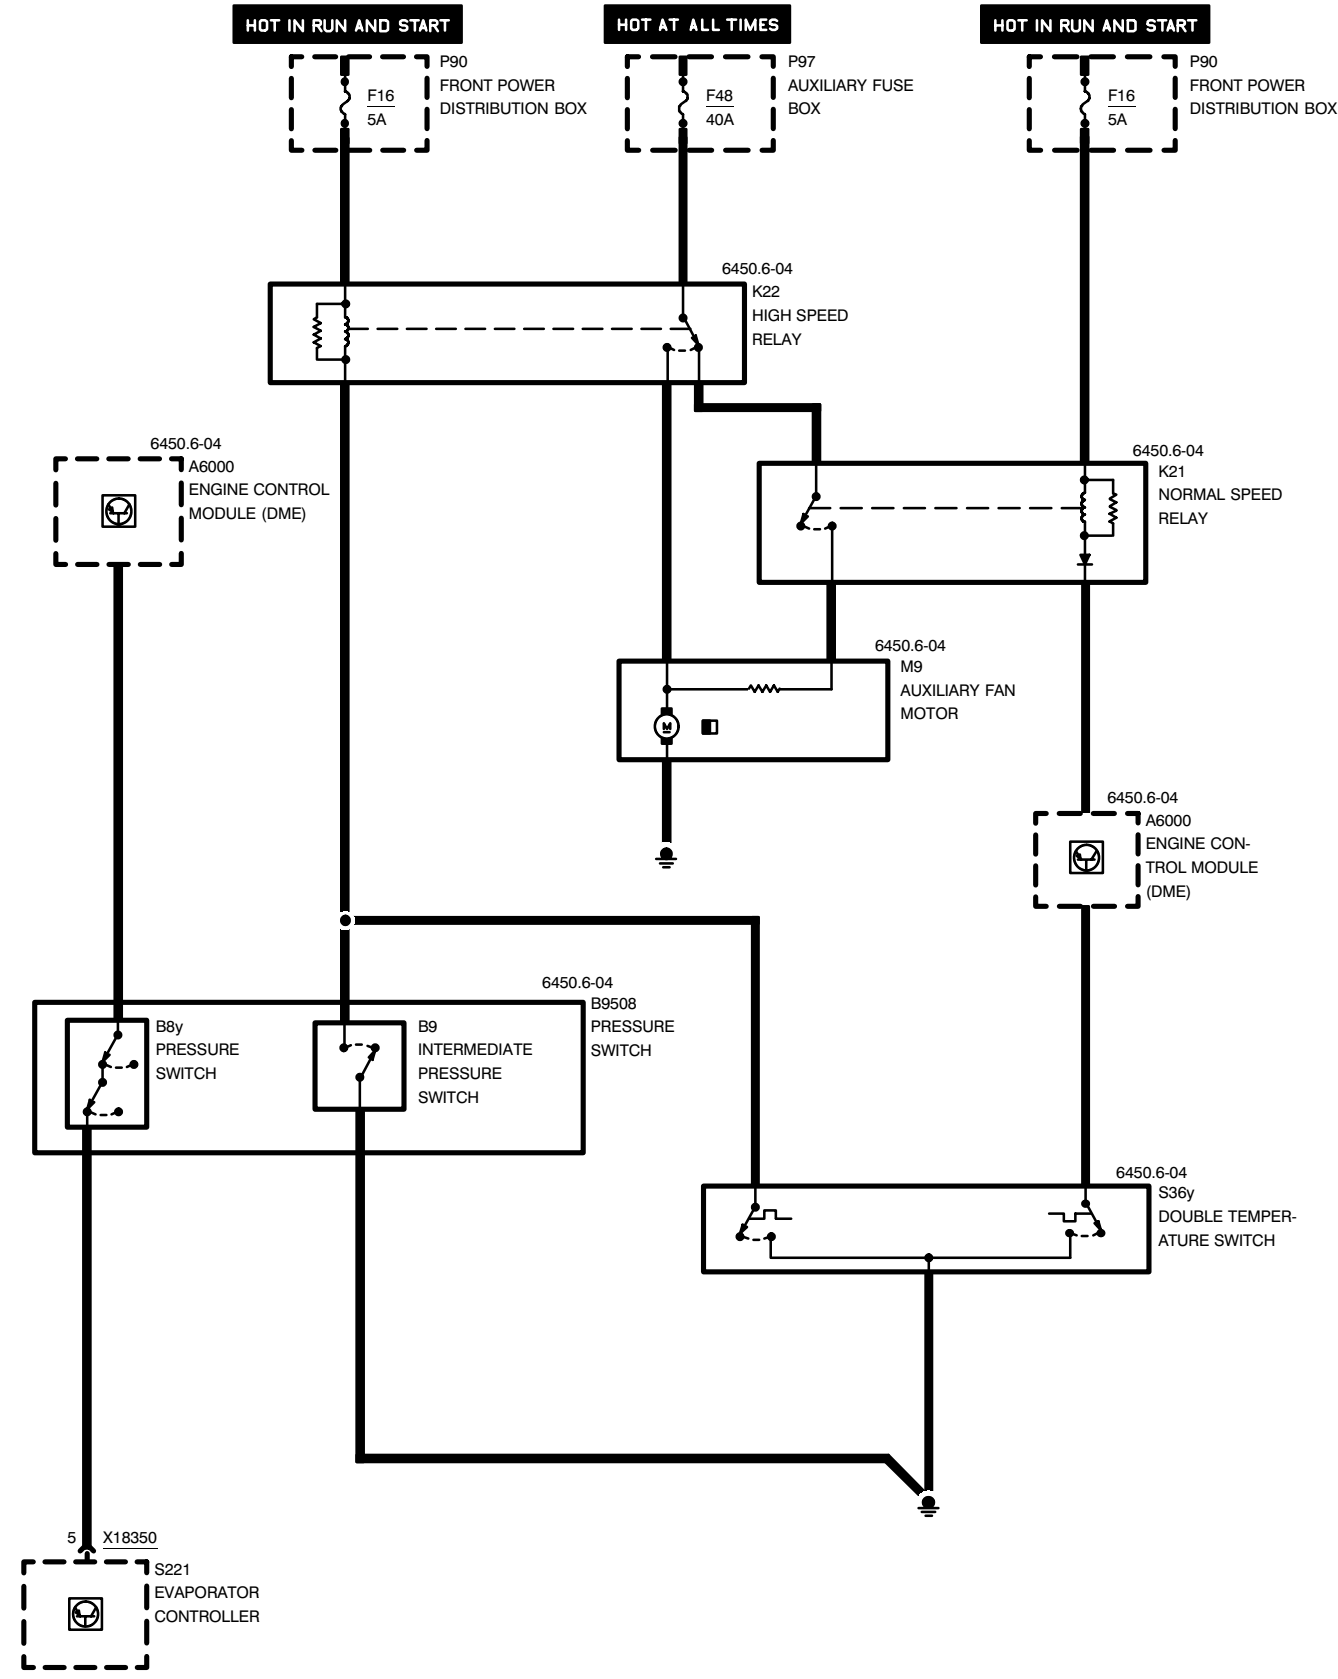 HOT IN RUN AND START
HOT AT ALL TIMES
HOT IN RUN AND START
P90
FRONT POWER
DISTRIBUTION BOX
F16
5A
P97
AUXILIARY FUSE
BOX
F48
40A
P90
FRONT POWER
DISTRIBUTION BOX
F16
5A
6450.6-04
K22
HIGH SPEED
RELAY
6450.6-04
A6000
ENGINE CONTROL
MODULE (DME)
6450.6-04
K21
NORMAL SPEED
RELAY
6450.6-04
M9
AUXILIARY FAN
MOTOR
M
6450.6-04
A6000
ENGINE CON-
TROL MODULE
(DME)
6450.6-04
B9508
PRESSURE
SWITCH
B8y
PRESSURE
SWITCH
B9
INTERMEDIATE
PRESSURE
SWITCH
6450.6-04
S36y
DOUBLE TEMPER-
ATURE SWITCH
5 X18350
S221
EVAPORATOR
CONTROLLER